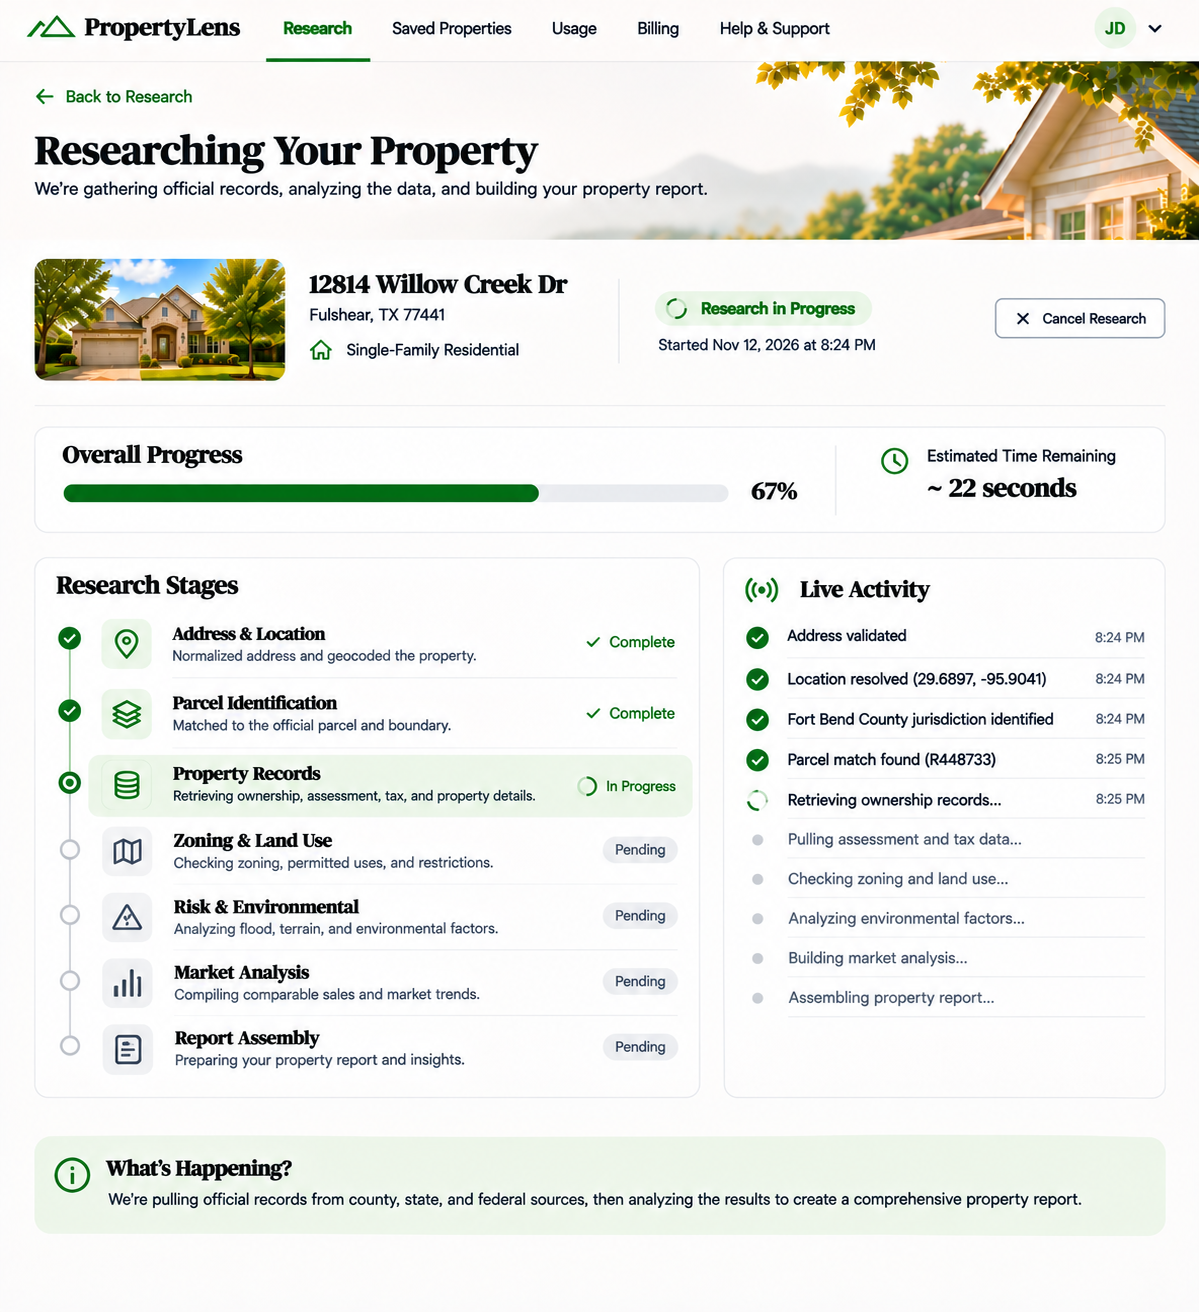 PropertyLens
Research
Saved Properties
Usage
Billing
Help & Support
JD
Back to Research
Researching Your Property
We're gathering official records, analyzing the data, and building your property report.
12814 Willow Creek Dr
Fulshear, TX 77441
Single-Family Residential
Research in Progress
Started Nov 12, 2026 at 8:24 PM
Cancel Research
Overall Progress
67%
Estimated Time Remaining
~ 22 seconds
Research Stages
Address & Location
Normalized address and geocoded the property.
Complete
Parcel Identification
Matched to the official parcel and boundary.
Complete
Property Records
Retrieving ownership, assessment, tax, and property details.
In Progress
Zoning & Land Use
Checking zoning, permitted uses, and restrictions.
Pending
Risk & Environmental
Analyzing flood, terrain, and environmental factors.
Pending
Market Analysis
Compiling comparable sales and market trends.
Pending
Report Assembly
Preparing your property report and insights.
Pending
Live Activity
Address validated 8:24 PM
Location resolved (29.6897, -95.9041) 8:24 PM
Fort Bend County jurisdiction identified 8:24 PM
Parcel match found (R448733) 8:25 PM
Retrieving ownership records... 8:25 PM
Pulling assessment and tax data...
Checking zoning and land use...
Analyzing environmental factors...
Building market analysis...
Assembling property report...
What's Happening?
We're pulling official records from county, state, and federal sources, then analyzing the results to create a comprehensive property report.